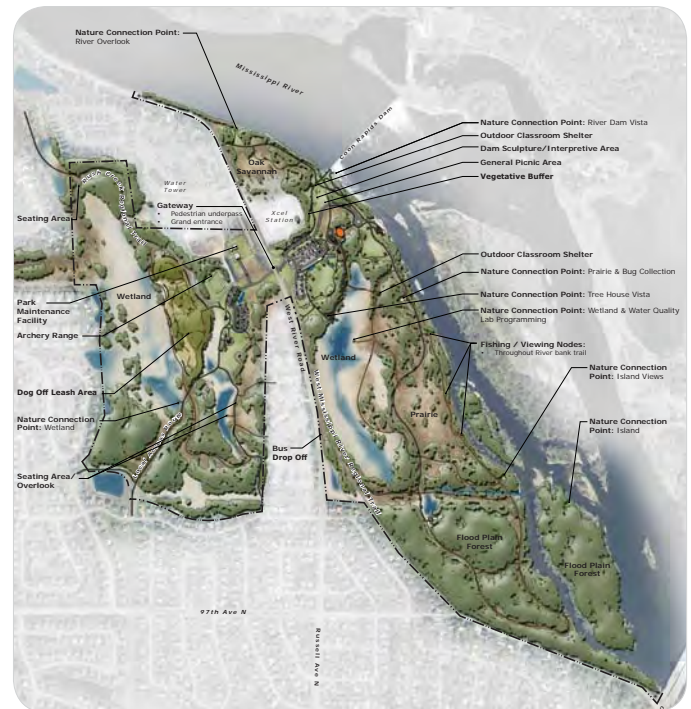 Nature Connection Point:
River Overlook
Mississippi River
Coon Rapids Dam
Nature Connection Point: River Dam Vista
Outdoor Classroom Shelter
Dam Sculpture/Interpretive Area
General Picnic Area
Vegetative Buffer
Oak
Savannah
Water
Tower
Gateway
• Pedestrian underpass
• Grand entrance
Xcel
Station
Seating Area
Outdoor Classroom Shelter
Nature Connection Point: Prairie & Bug Collection
Nature Connection Point: Tree House Vista
Nature Connection Point: Wetland & Water Quality
Lab Programming
Wetland
Park
Maintenance
Facility
Archery Range
West River Road
Fishing / Viewing Nodes:
• Throughout River bank trail
Wetland
Nature Connection
Point: Island Views
Dog Off Leash Area
Prairie
Nature Connection
Point: Wetland
Nature Connection
Point: Island
Bus
Drop Off
West Mississippi River Regional Trail
Seating Area/
Overlook
Flood Plain
Forest
Flood Plain
Forest
97th Ave N
Russell Ave N